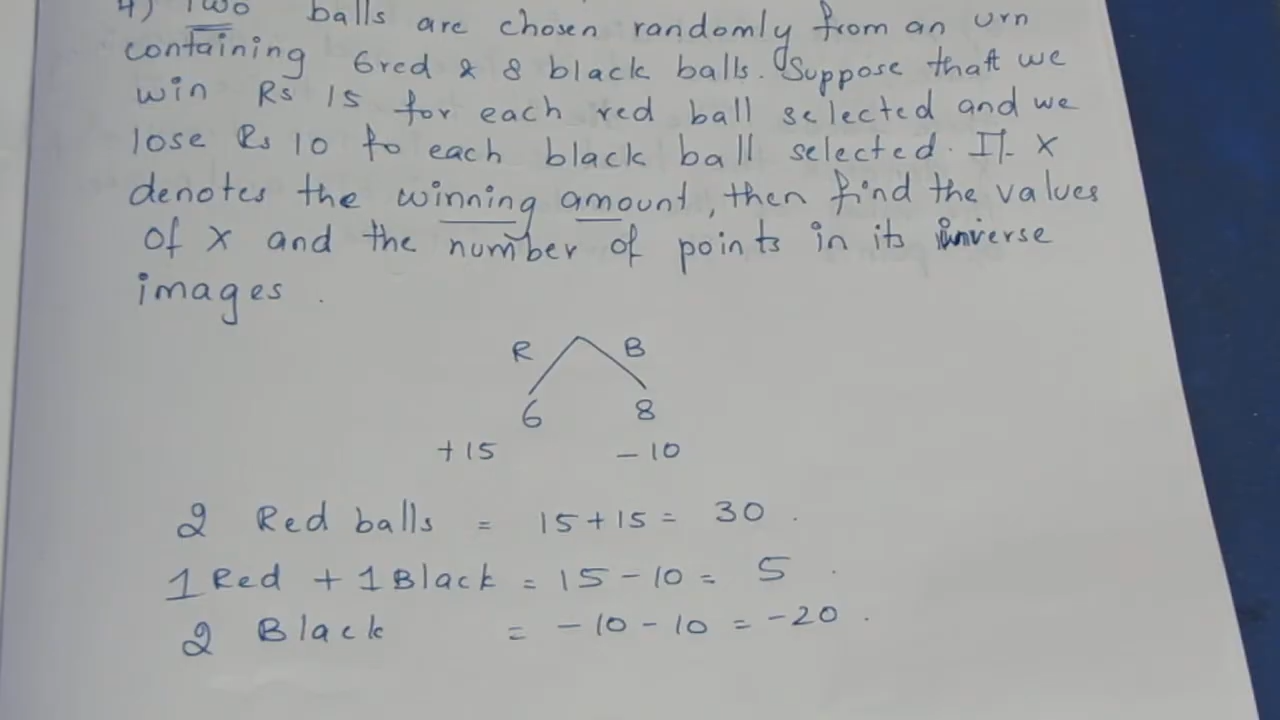 4) Two balls are chosen randomly from an urn
containing 6red & 8 black balls. Suppose that we
win Rs 15 for each red ball selected and we
lose Rs 10 fo each black ball selected. If X
denotes the winning amount, then find the values
of X and the number of points in its inverse
images.
R B
6 8
+15 -10
2 Red balls = 15+15= 30.
1 Red + 1 Black = 15-10= 5.
2 Black = -10-10 = -20.